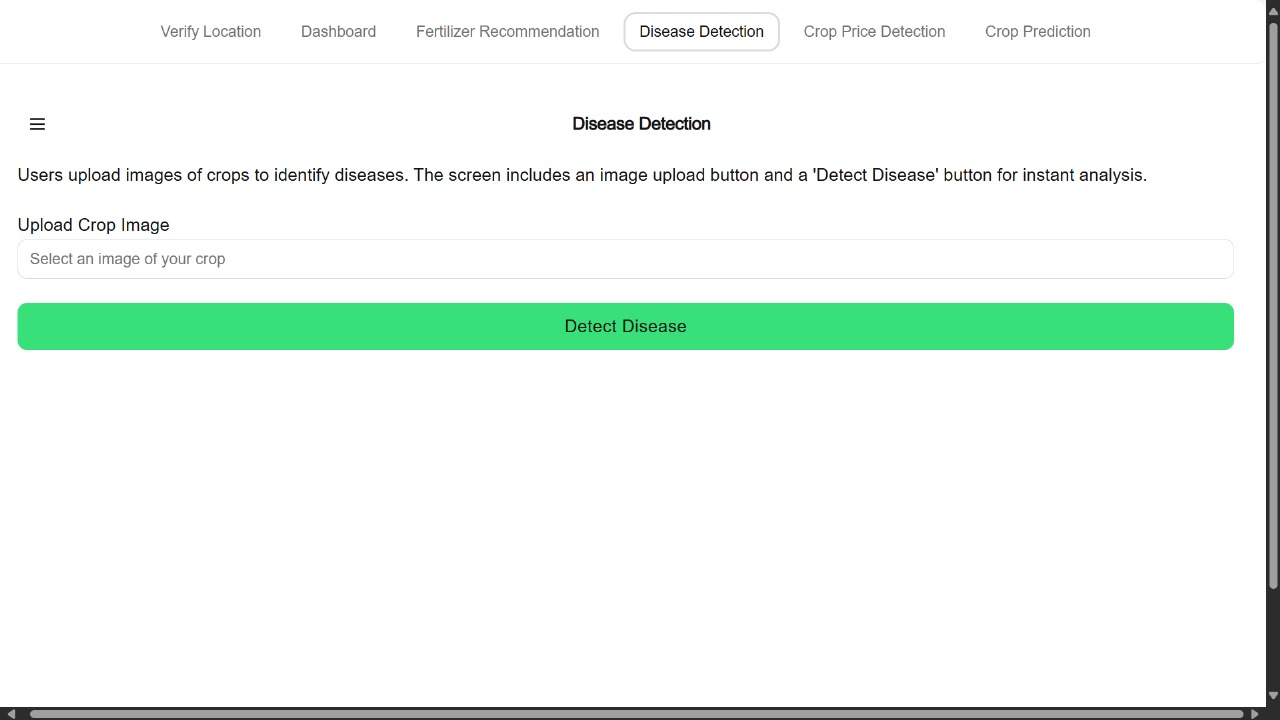 Verify Location Dashboard Fertilizer Recommendation Disease Detection Crop Price Detection Crop Prediction
Disease Detection
Users upload images of crops to identify diseases. The screen includes an image upload button and a 'Detect Disease' button for instant analysis.
Upload Crop Image
Select an image of your crop
Detect Disease